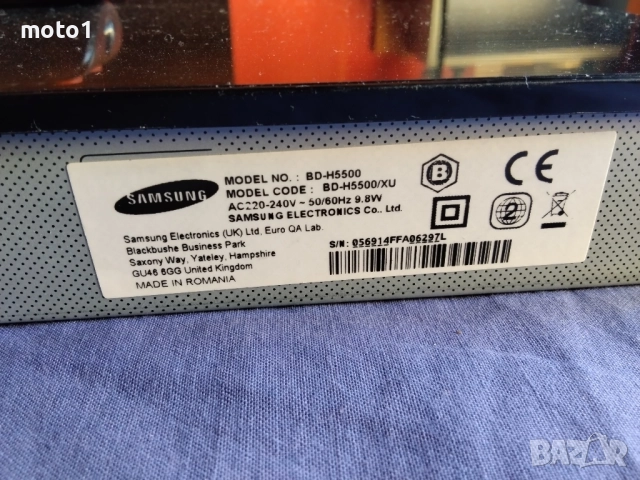 moto1
MODEL NO. : BD-H5500
MODEL CODE : BD-H5500/XU
AC220-240V ~ 50/60Hz 9.8W
SAMSUNG ELECTRONICS Co., Ltd.
SAMSUNG
B
2
CE
Samsung Electronics (UK) Ltd, Euro QA Lab.
Blackbushe Business Park
Saxony Way, Yateley, Hampshire
GU46 6GG United Kingdom
MADE IN ROMANIA
S/N: 056914FFA06297L
BAZAR